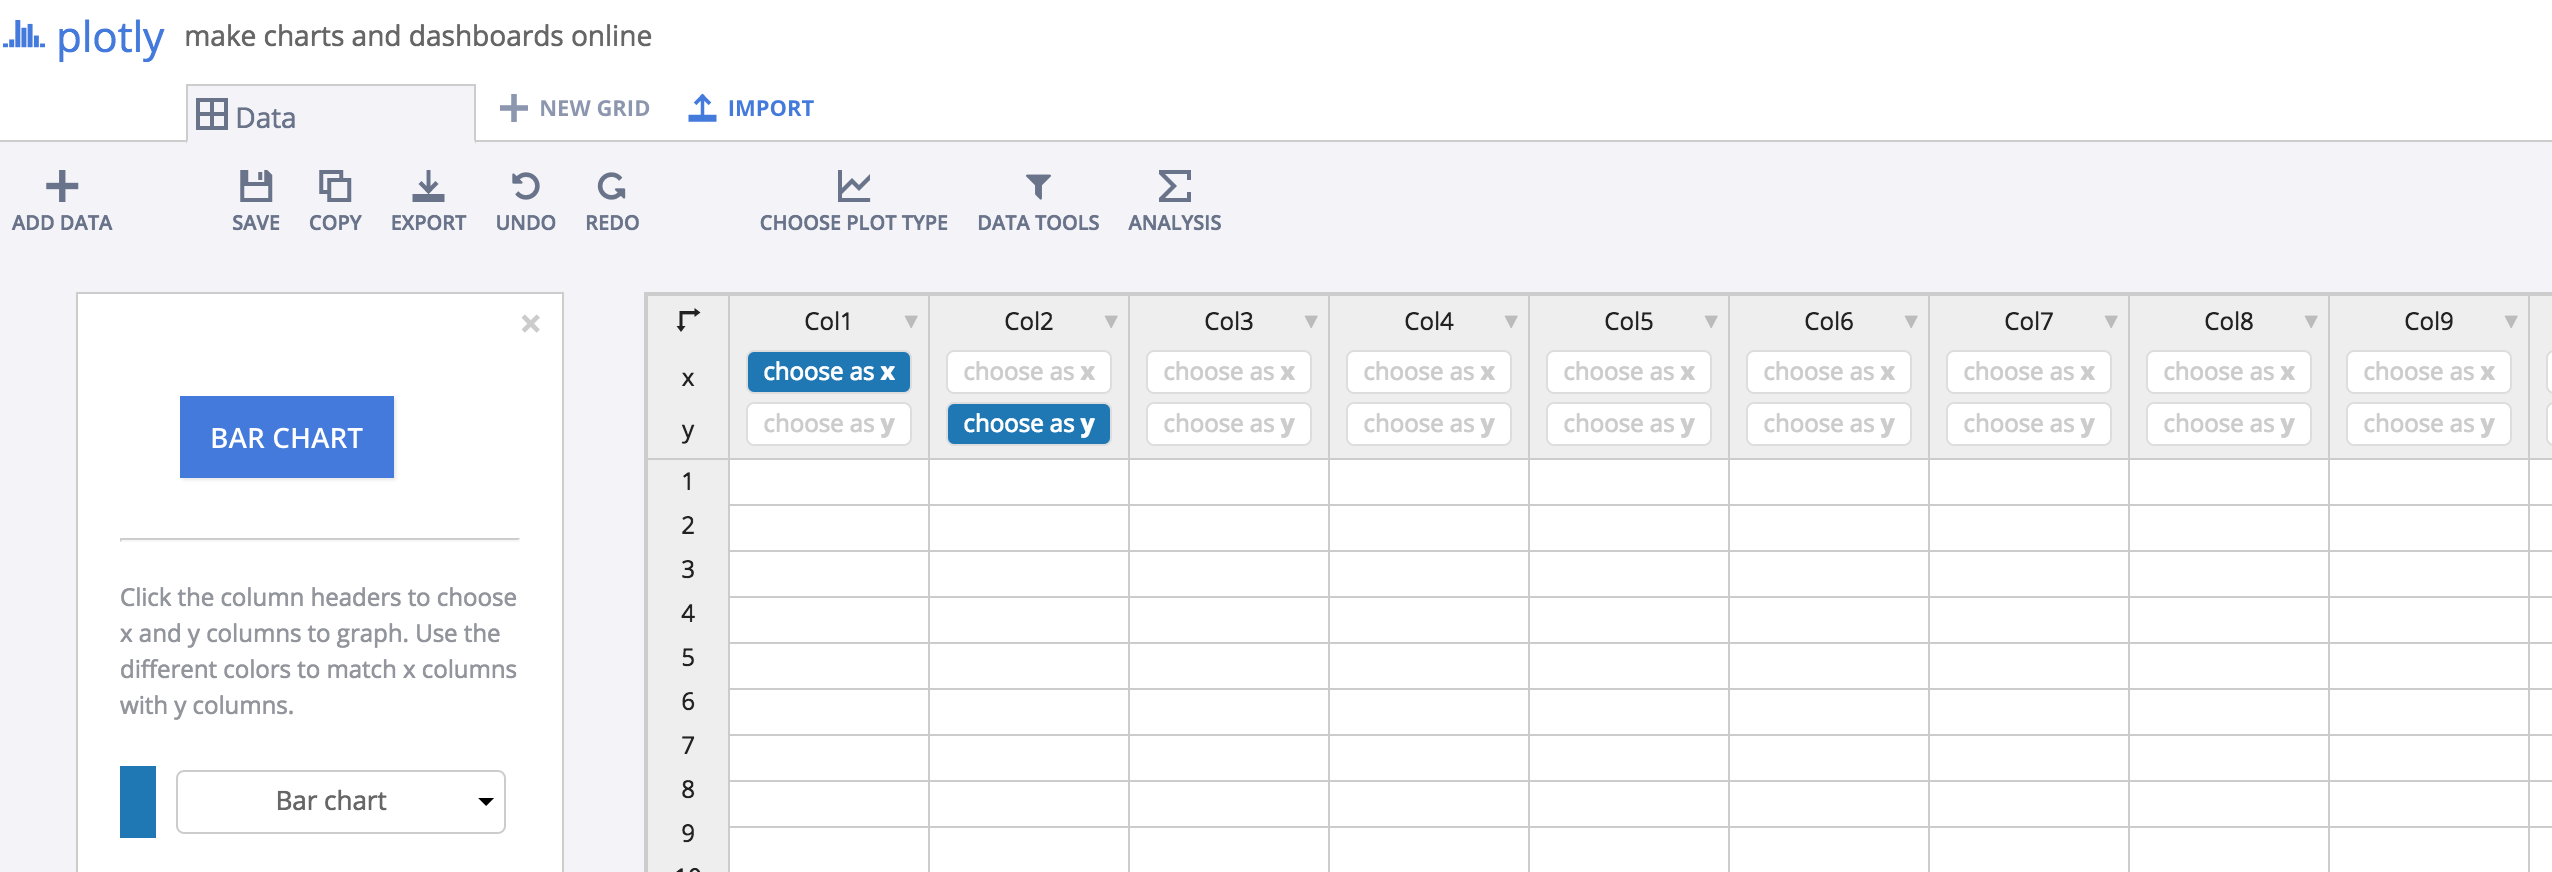 plotly make charts and dashboards online
Data NEW GRID IMPORT
ADD DATA SAVE COPY EXPORT UNDO REDO CHOOSE PLOT TYPE DATA TOOLS ANALYSIS
Col1 Col2 Col3 Col4 Col5 Col6 Col7 Col8 Col9
x choose as x choose as x choose as x choose as x choose as x choose as x choose as x choose as x choose as x
y choose as y choose as y choose as y choose as y choose as y choose as y choose as y choose as y choose as y
BAR CHART
Click the column headers to choose
x and y columns to graph. Use the
different colors to match x columns
with y columns.
Bar chart
1
2
3
4
5
6
7
8
9